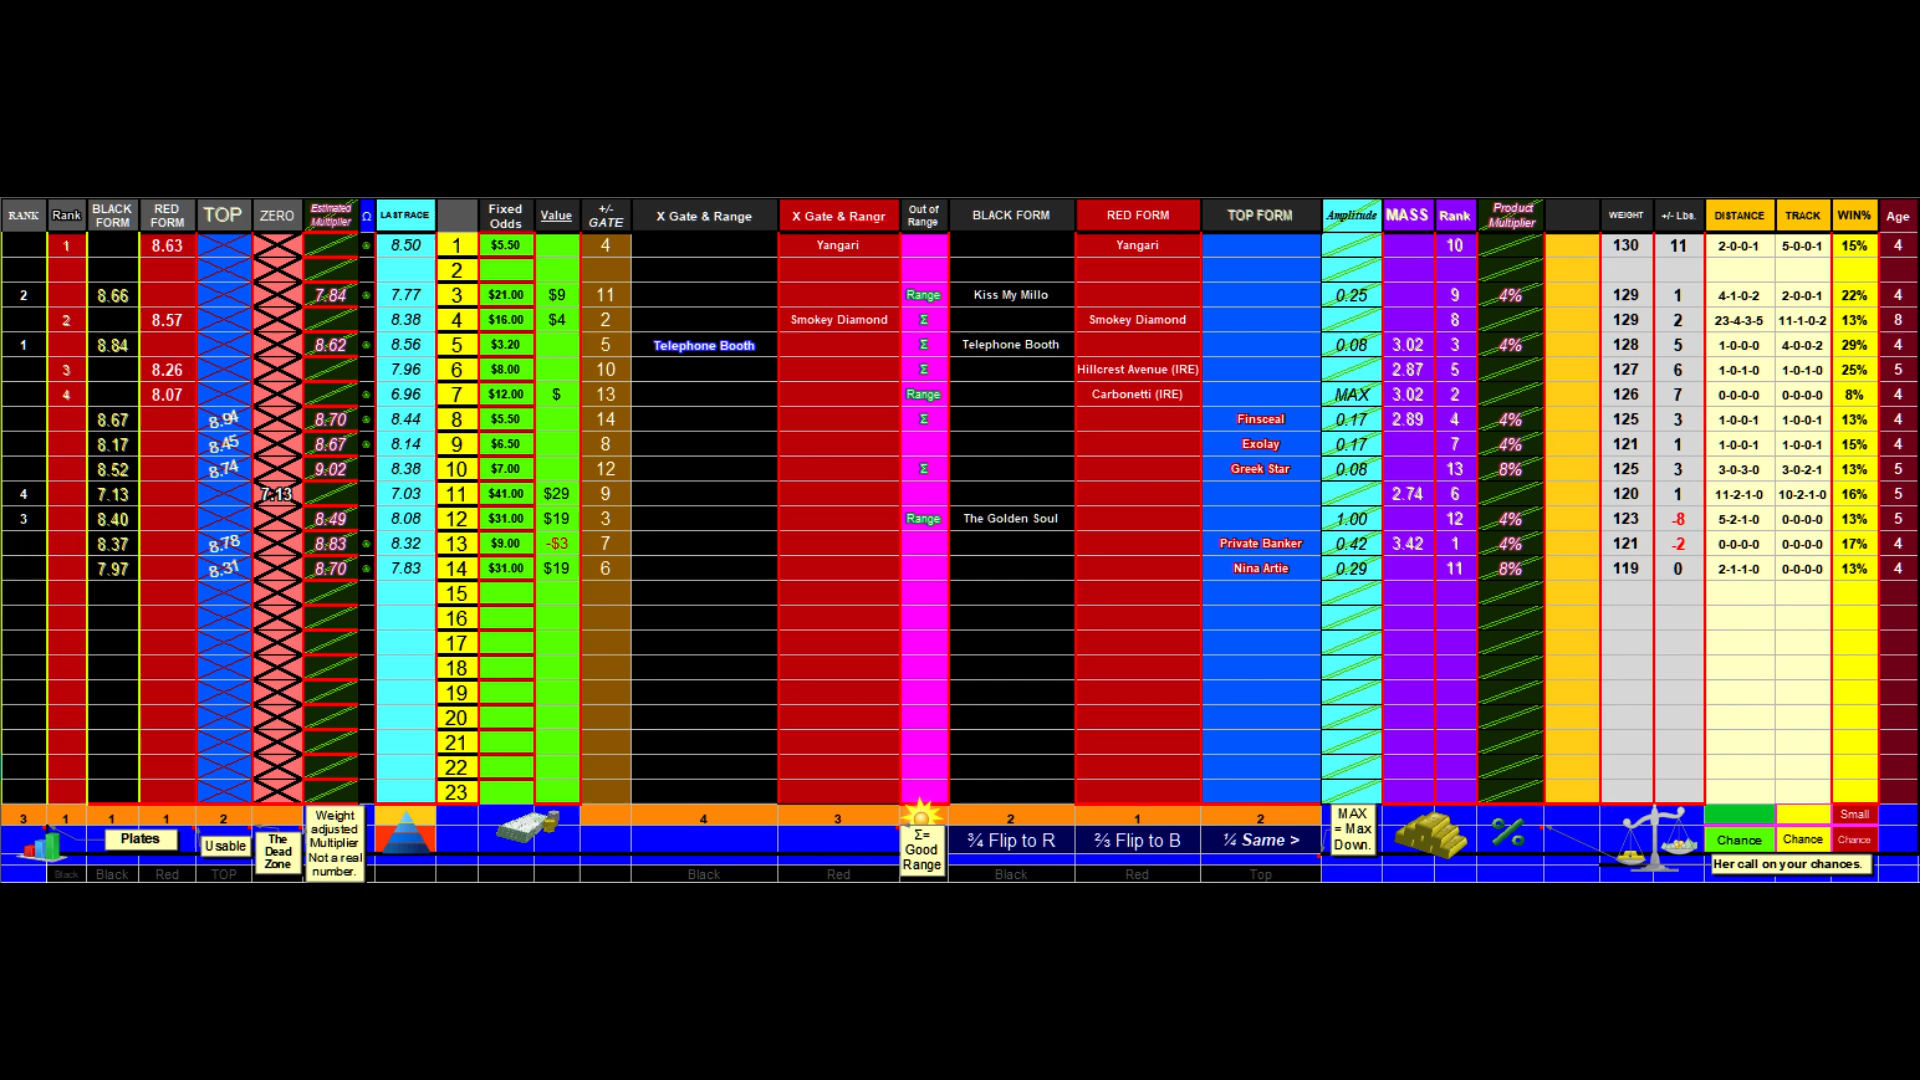 RANK Rank BLACK FORM RED FORM TOP ZERO Estimated Multiplier Ω LAST RACE Fixed Odds Value +/- GATE X Gate & Range X Gate & Rangr Out of Range BLACK FORM RED FORM TOP FORM Amplitude MASS Rank Product Multiplier WEIGHT +/- Lbs. DISTANCE TRACK WIN% Age
1 8.63 8.50 1 $5.50 4 Yangari Yangari 10 130 11 2-0-0-1 5-0-0-1 15% 4
2
2 8.66 7.84 7.77 3 $21.00 $9 11 Range Kiss My Millo 0.25 9 4% 129 1 4-1-0-2 2-0-0-1 22% 4
2 8.57 8.38 4 $16.00 $4 2 Smokey Diamond Σ Smokey Diamond 8 129 2 23-4-3-5 11-1-0-2 13% 8
1 8.84 8.62 8.56 5 $3.20 5 Telephone Booth Σ Telephone Booth 0.08 3.02 3 4% 128 5 1-0-0-0 4-0-0-2 29% 4
3 8.26 7.96 6 $8.00 10 Σ Hillcrest Avenue (IRE) 2.87 5 127 6 1-0-1-0 1-0-1-0 25% 5
4 8.07 6.96 7 $12.00 $ 13 Range Carbonetti (IRE) MAX 3.02 2 126 7 0-0-0-0 0-0-0-0 8% 4
8.67 8.94 8.70 8.44 8 $5.50 14 Σ Finsceal 0.17 2.89 4 4% 125 3 1-0-0-1 1-0-0-1 13% 4
8.17 8.45 8.67 8.14 9 $6.50 8 Exolay 0.17 7 4% 121 1 1-0-0-1 1-0-0-1 15% 4
8.52 8.74 9.02 8.38 10 $7.00 12 Σ Greek Star 0.08 13 8% 125 3 3-0-3-0 3-0-2-1 13% 5
4 7.13 7.13 7.03 11 $41.00 $29 9 2.74 6 120 1 11-2-1-0 10-2-1-0 16% 5
3 8.40 8.49 8.08 12 $31.00 $19 3 Range The Golden Soul 1.00 12 4% 123 -8 5-2-1-0 0-0-0-0 13% 5
8.37 8.78 8.83 8.32 13 $9.00 -$3 7 Private Banker 0.42 3.42 1 4% 121 -2 0-0-0-0 0-0-0-0 17% 4
7.97 8.31 8.70 7.83 14 $31.00 $19 6 Nina Artie 0.29 11 8% 119 0 2-1-1-0 0-0-0-0 13% 4
15
16
17
18
19
20
21
22
23
3 1 1 1 2 4 3 2 1 2
Plates
Usable
The Dead Zone
Weight adjusted Multiplier Not a real number.
Σ= Good Range
¾ Flip to R
⅔ Flip to B
¼ Same >
MAX = Max Down.
Small
Chance Chance Chance
Her call on your chances.
Black Black Red TOP Black Red Black Red Top